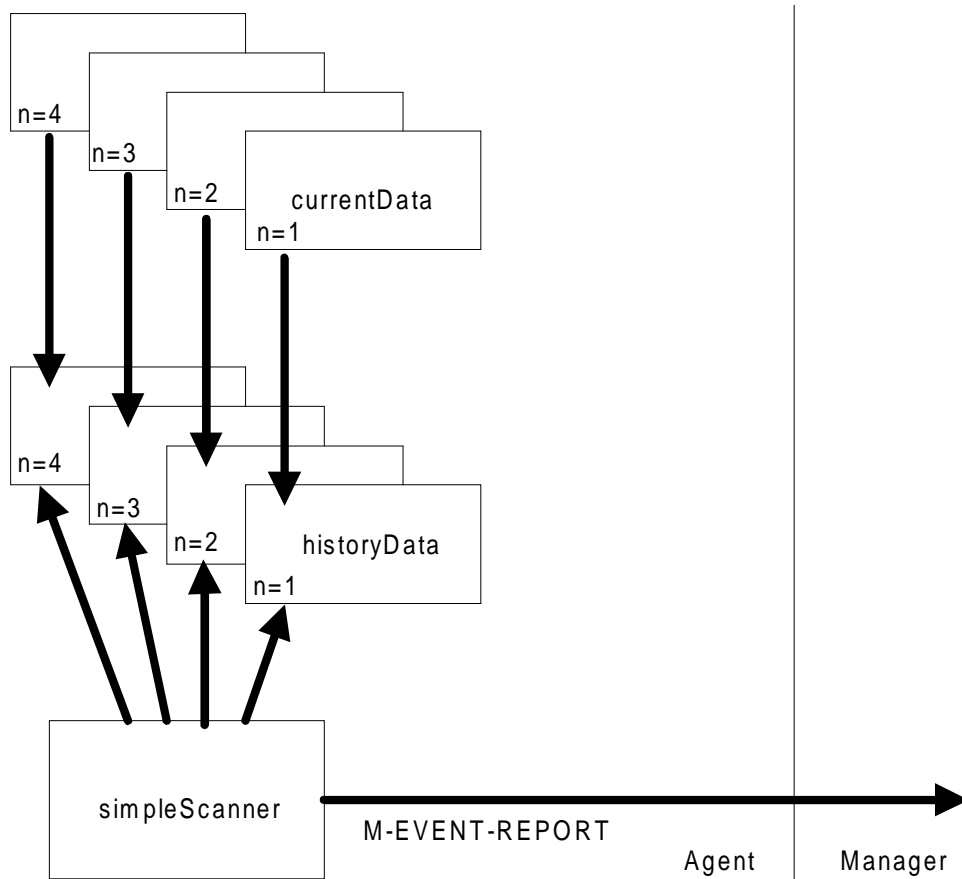 n=4
n=3
n=2
currentData
n=1
n=4
n=3
n=2
historyData
n=1
simpleScanner
M-EVENT-REPORT
Agent
Manager